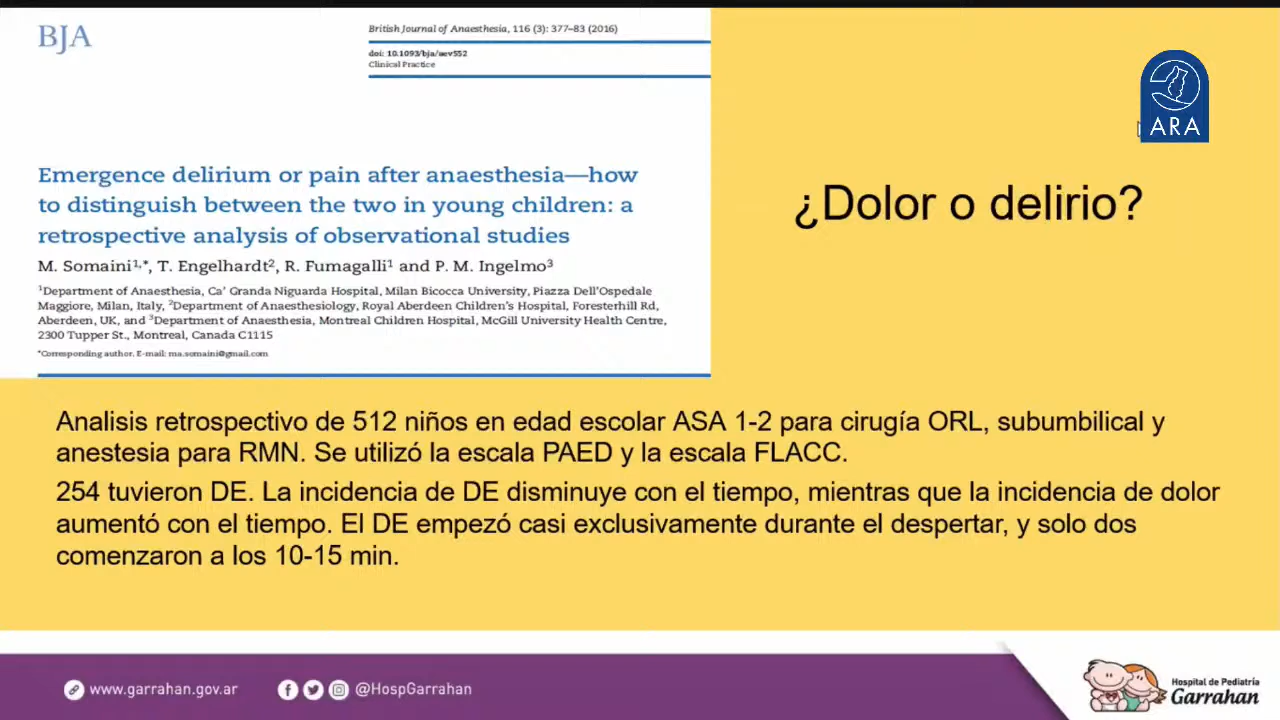 BJA
British Journal of Anaesthesia, 116 (3): 377–83 (2016)
doi: 10.1093/bja/aev552
Clinical Practice
ARA
Emergence delirium or pain after anaesthesia—how
to distinguish between the two in young children: a
retrospective analysis of observational studies
M. Somaini1,*, T. Engelhardt2, R. Fumagalli1 and P. M. Ingelmo3
1Department of Anaesthesia, Ca’ Granda Niguarda Hospital, Milan Bicocca University, Piazza Dell’Ospedale
Maggiore, Milan, Italy, 2Department of Anaesthesiology, Royal Aberdeen Children’s Hospital, Foresterhill Rd,
Aberdeen, UK, and 3Department of Anaesthesia, Montreal Children Hospital, McGill University Health Centre,
2300 Tupper St., Montreal, Canada C1115
*Corresponding author. E-mail: ma.somaini@gmail.com
¿Dolor o delirio?
Analisis retrospectivo de 512 niños en edad escolar ASA 1-2 para cirugía ORL, subumbilical y
anestesia para RMN. Se utilizó la escala PAED y la escala FLACC.
254 tuvieron DE. La incidencia de DE disminuye con el tiempo, mientras que la incidencia de dolor
aumentó con el tiempo. El DE empezó casi exclusivamente durante el despertar, y solo dos
comenzaron a los 10-15 min.
www.garrahan.gov.ar
@HospGarrahan
Hospital de Pediatría
Garrahan